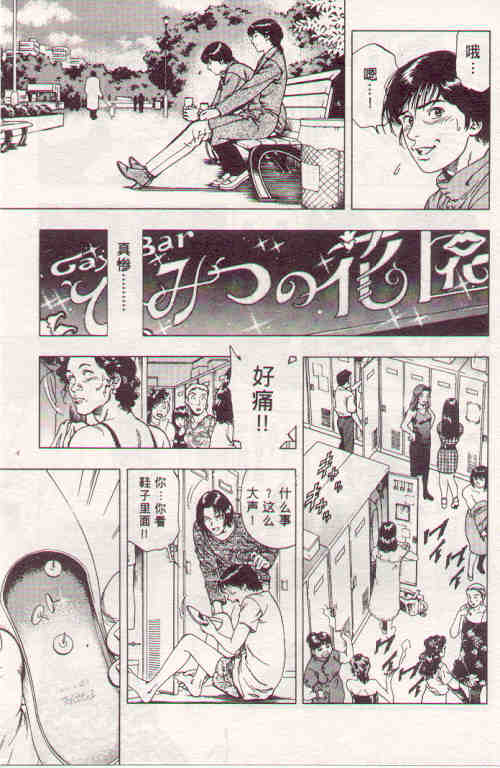 哦…
嗯…！
Gay Bar
ひみつの花園
真惨………
好痛!!
什么事
？这么
大声！
你…你看
鞋子里面!!